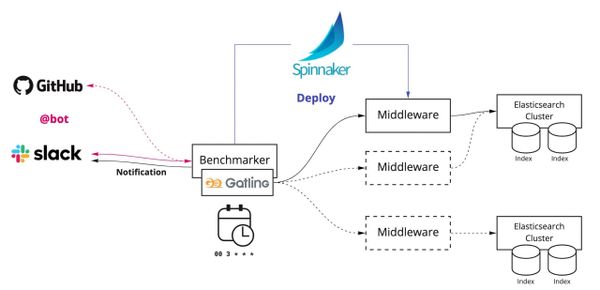 GitHub
@bot
slack
Notification
Benchmarker
Gatling
00 3 * * *
Spinnaker
Deploy
Middleware
Middleware
Middleware
Elasticsearch
Cluster
Index
Index
Elasticsearch
Cluster
Index
Index